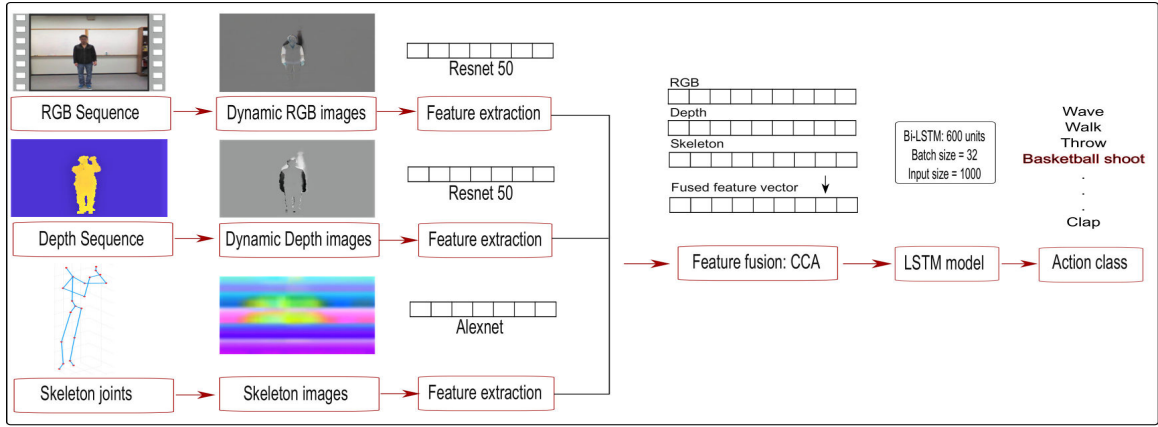 Resnet 50
RGB Sequence
Dynamic RGB images
Feature extraction
Resnet 50
Depth Sequence
Dynamic Depth images
Feature extraction
Alexnet
Skeleton joints
Skeleton images
Feature extraction
RGB
Depth
Skeleton
Fused feature vector
Feature fusion: CCA
Bi-LSTM: 600 units
Batch size = 32
Input size = 1000
LSTM model
Wave
Walk
Throw
Basketball shoot
.
.
.
Clap
Action class